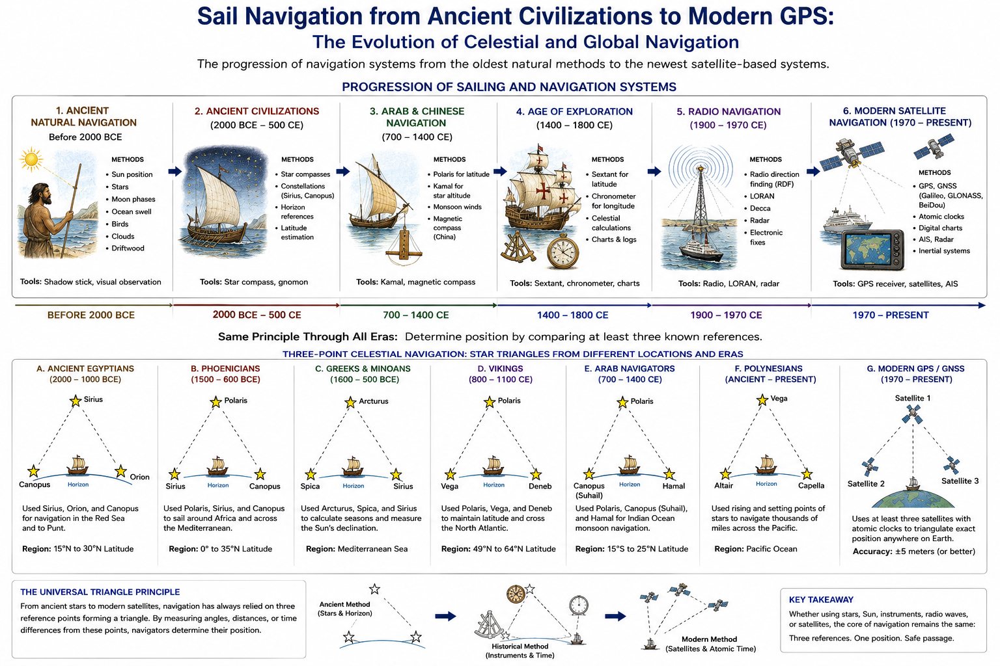 Sail Navigation from Ancient Civilizations to Modern GPS:
The Evolution of Celestial and Global Navigation
The progression of navigation systems from the oldest natural methods to the newest satellite-based systems.
PROGRESSION OF SAILING AND NAVIGATION SYSTEMS
1. ANCIENT
NATURAL NAVIGATION
Before 2000 BCE
METHODS
• Sun position
• Stars
• Moon phases
• Ocean swell
• Birds
• Clouds
• Driftwood
Tools: Shadow stick, visual observation
2. ANCIENT CIVILIZATIONS
(2000 BCE – 500 CE)
METHODS
• Star compasses
• Constellations
(Sirius, Canopus)
• Horizon
references
• Latitude
estimation
Tools: Star compass, gnomon
3. ARAB & CHINESE
NAVIGATION
(700 – 1400 CE)
METHODS
• Polaris for latitude
• Kamal for
star altitude
• Monsoon winds
• Magnetic
compass
(China)
Tools: Kamal, magnetic compass
4. AGE OF EXPLORATION
(1400 – 1800 CE)
METHODS
• Sextant for
latitude
• Chronometer
for longitude
• Celestial
calculations
• Charts & logs
Tools: Sextant, chronometer, charts
5. RADIO NAVIGATION
(1900 – 1970 CE)
METHODS
• Radio direction
finding (RDF)
• LORAN
• Decca
• Radar
• Electronic
fixes
Tools: Radio, LORAN, radar
6. MODERN SATELLITE
NAVIGATION (1970 – PRESENT)
METHODS
• GPS, GNSS
(Galileo, GLONASS,
BeiDou)
• Atomic clocks
• Digital charts
• AIS, Radar
• Inertial systems
Tools: GPS receiver, satellites, AIS
BEFORE 2000 BCE
2000 BCE – 500 CE
700 – 1400 CE
1400 – 1800 CE
1900 – 1970 CE
1970 – PRESENT
Same Principle Through All Eras: Determine position by comparing at least three known references.
THREE-POINT CELESTIAL NAVIGATION: STAR TRIANGLES FROM DIFFERENT LOCATIONS AND ERAS
A. ANCIENT EGYPTIANS
(2000 – 1000 BCE)
Sirius
Canopus
Horizon
Orion
Used Sirius, Orion, and Canopus
for navigation in the Red Sea
and to Punt.
Region: 15°N to 30°N Latitude
B. PHOENICIANS
(1500 – 600 BCE)
Polaris
Sirius
Horizon
Canopus
Used Polaris, Sirius, and Canopus
to sail around Africa and across
the Mediterranean.
Region: 0° to 35°N Latitude
C. GREEKS & MINOANS
(1600 – 500 BCE)
Arcturus
Spica
Horizon
Sirius
Used Arcturus, Spica, and Sirius
to calculate seasons and measure
the Sun's declination.
Region: Mediterranean Sea
D. VIKINGS
(800 – 1100 CE)
Polaris
Vega
Horizon
Deneb
Used Polaris, Vega, and Deneb
to maintain latitude and cross
the North Atlantic.
Region: 49°N to 64°N Latitude
E. ARAB NAVIGATORS
(700 – 1400 CE)
Polaris
Canopus
(Suhail)
Horizon
Hamal
Used Polaris, Canopus (Suhail),
and Hamal for Indian Ocean
monsoon navigation.
Region: 15°S to 25°N Latitude
F. POLYNESIANS
(ANCIENT – PRESENT)
Vega
Altair
Horizon
Capella
Used rising and setting points of
stars to navigate thousands of
miles across the Pacific.
Region: Pacific Ocean
G. MODERN GPS / GNSS
(1970 – PRESENT)
Satellite 1
Satellite 2
Satellite 3
Uses at least three satellites with
atomic clocks to triangulate exact
position anywhere on Earth.
Accuracy: ±5 meters (or better)
THE UNIVERSAL TRIANGLE PRINCIPLE
From ancient stars to modern satellites, navigation has always relied on three
reference points forming a triangle. By measuring angles, distances, or time
differences from these points, navigators determine their position.
Ancient Method
(Stars & Horizon)
Historical Method
(Instruments & Time)
Modern Method
(Satellites & Atomic Time)
KEY TAKEAWAY
Whether using stars, Sun, instruments, radio waves,
or satellites, the core of navigation remains the same:
Three references. One position. Safe passage.